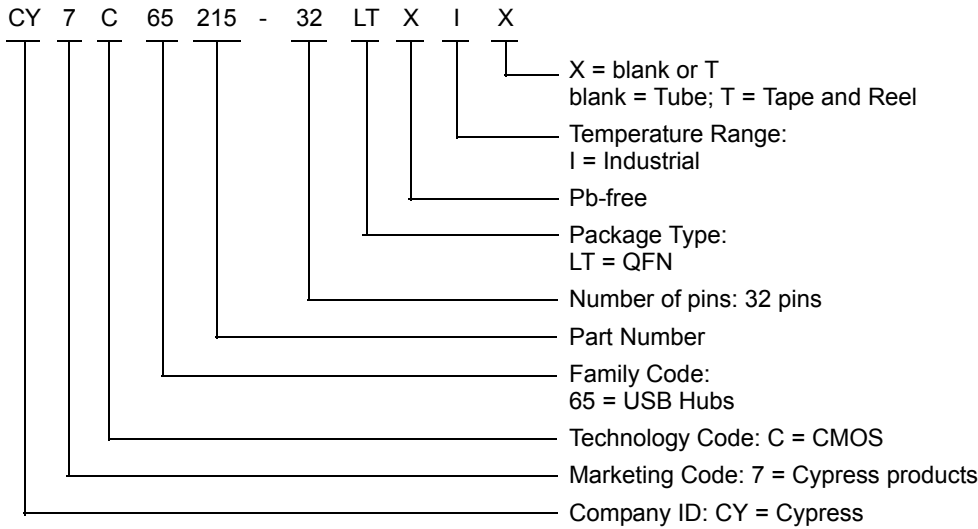 CY 7 C 65 215 - 32 LT X I X
X = blank or T
blank = Tube; T = Tape and Reel
Temperature Range:
I = Industrial
Pb-free
Package Type:
LT = QFN
Number of pins: 32 pins
Part Number
Family Code:
65 = USB Hubs
Technology Code: C = CMOS
Marketing Code: 7 = Cypress products
Company ID: CY = Cypress